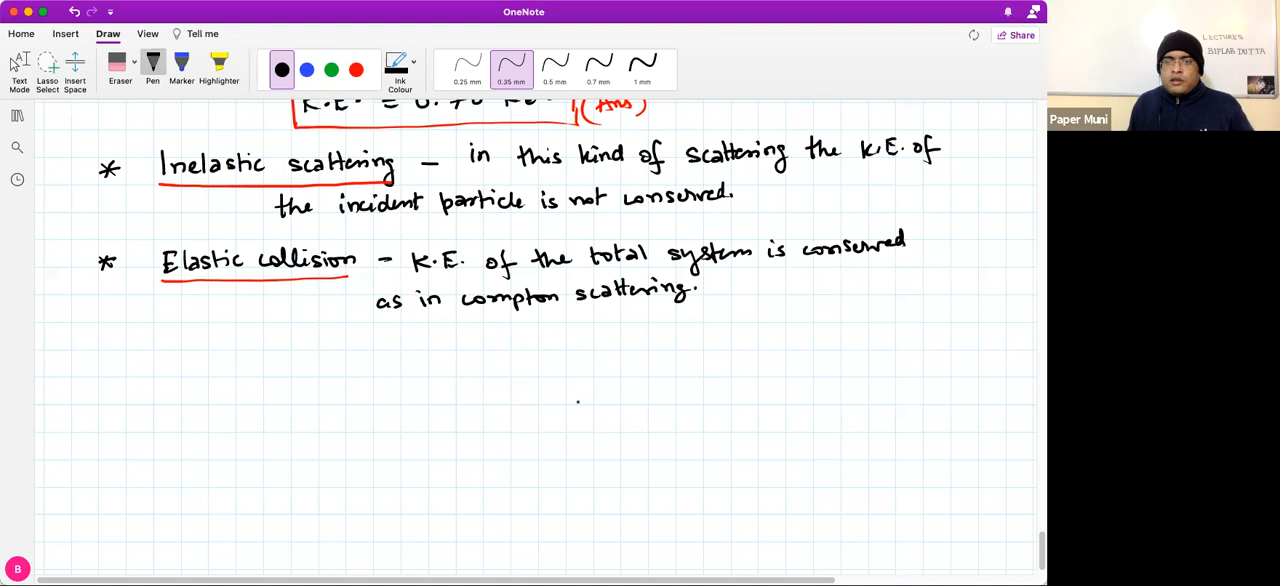 OneNote
Home Insert Draw View Tell me
Share
Text Mode
Lasso Select
Insert Space
Eraser
Pen
Marker
Highlighter
Ink Colour
0.25 mm 0.35 mm 0.5 mm 0.7 mm 1 mm
LECTURES
BIPLAB DUTTA
Paper Muni
K.E. = (Ans)
* Inelastic scattering - in this kind of scattering the K.E. of
the incident particle is not conserved.
* Elastic collision - K.E. of the total system is conserved
as in compton scattering.
B